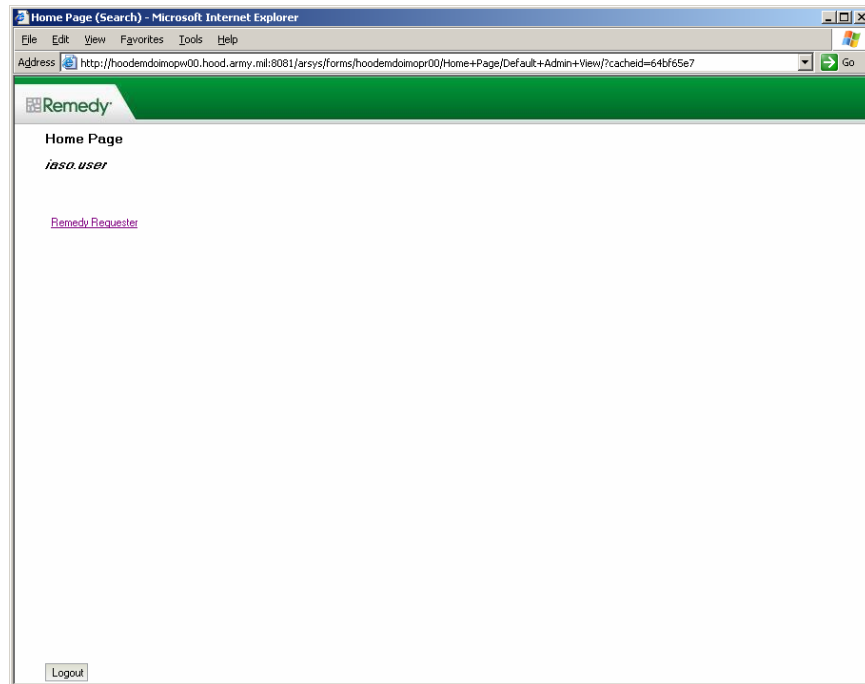 Home Page (Search) - Microsoft Internet Explorer
File Edit View Favorites Tools Help
Address http://hoodemdoimopw00.hood.army.mil:8081/arsys/forms/hoodemdoimopr00/Home+Page/Default+Admin+View/?cacheid=64bf65e7 Go
Remedy
Home Page
iaso.user
Remedy Requester
Logout